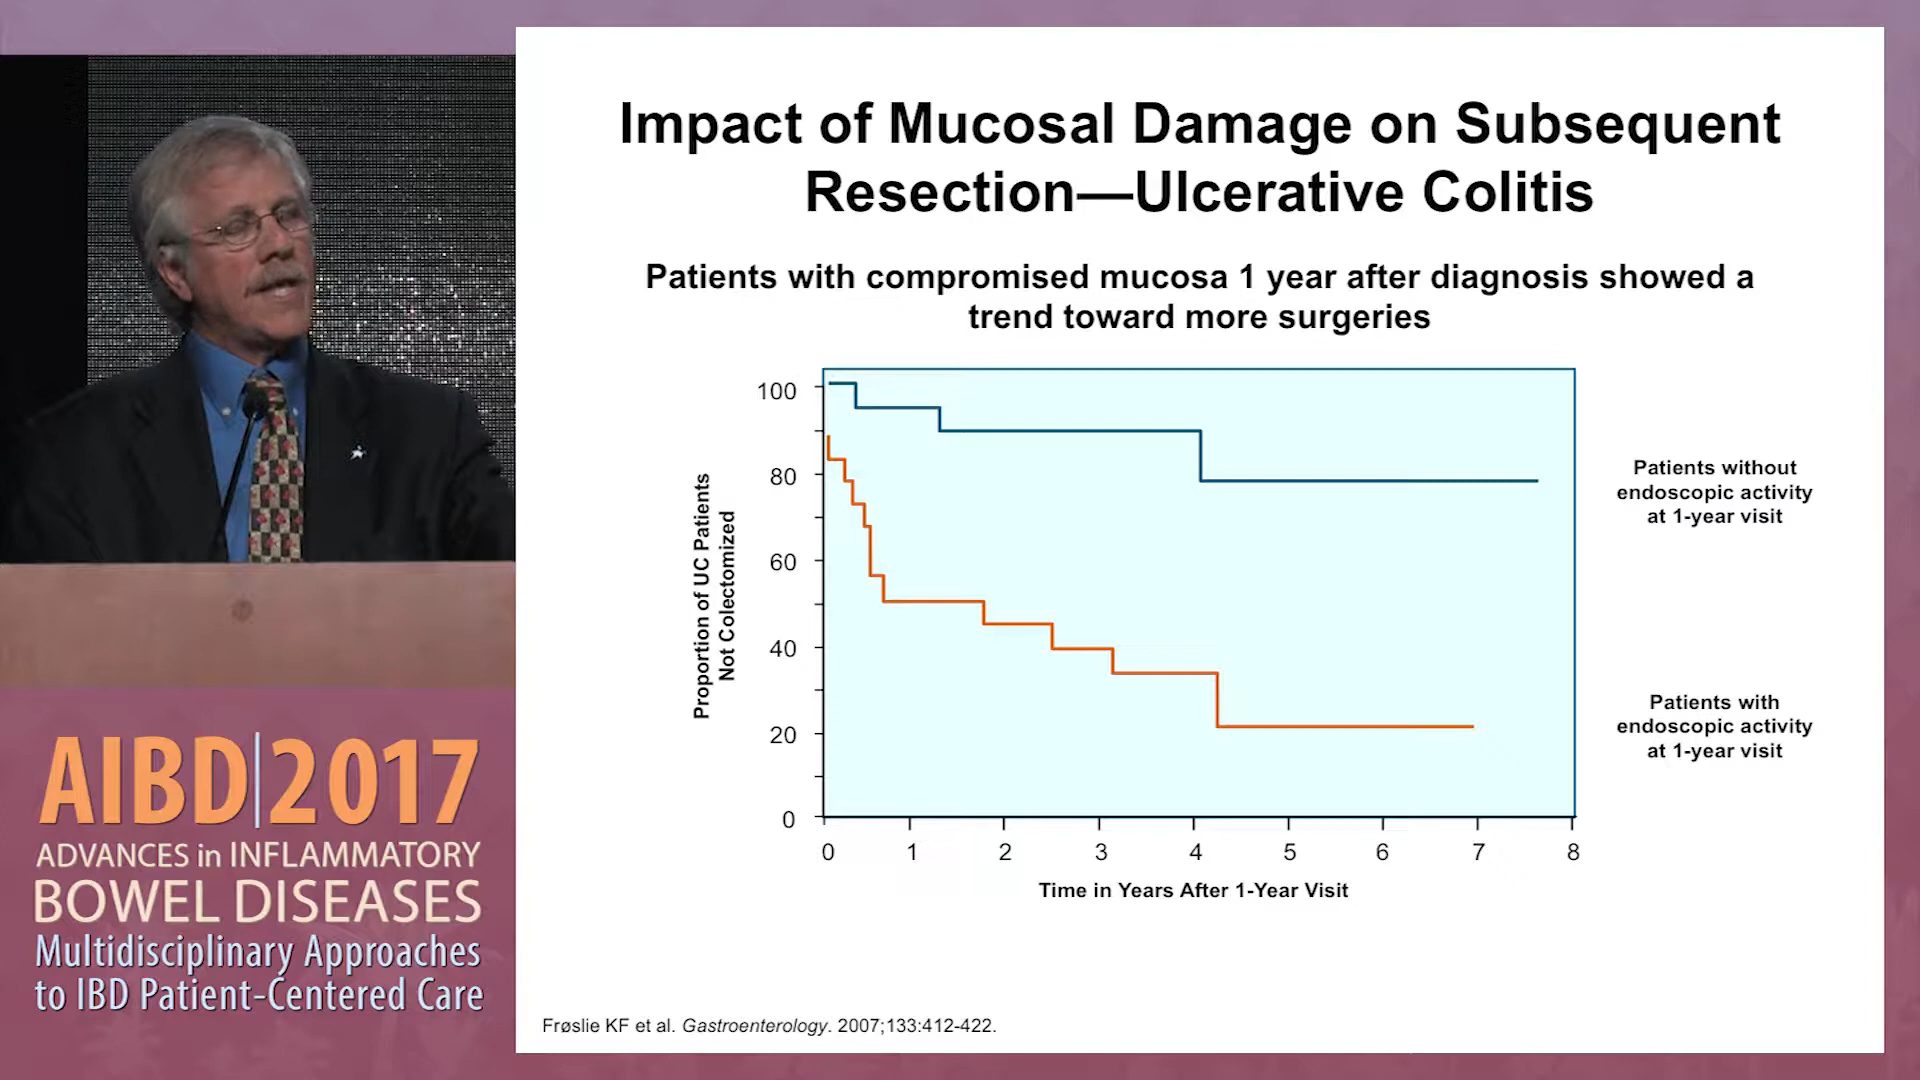 Impact of Mucosal Damage on Subsequent
Resection—Ulcerative Colitis
Patients with compromised mucosa 1 year after diagnosis showed a
trend toward more surgeries
Proportion of UC Patients
Not Colectomized
100
80
60
40
20
0
0 1 2 3 4 5 6 7 8
Time in Years After 1-Year Visit
Patients without
endoscopic activity
at 1-year visit
Patients with
endoscopic activity
at 1-year visit
Frøslie KF et al. Gastroenterology. 2007;133:412-422.
AIBD|2017
ADVANCES in INFLAMMATORY
BOWEL DISEASES
Multidisciplinary Approaches
to IBD Patient-Centered Care